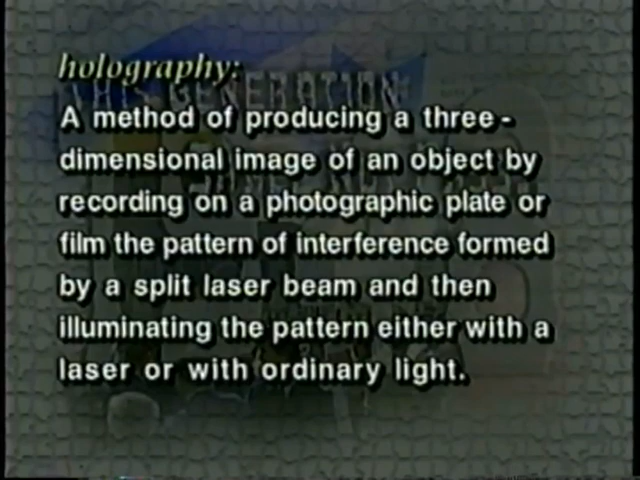 holography:
THIS GENERATION
A method of producing a three -
dimensional image of an object by
recording on a photographic plate or
film the pattern of interference formed
by a split laser beam and then
illuminating the pattern either with a
laser or with ordinary light.